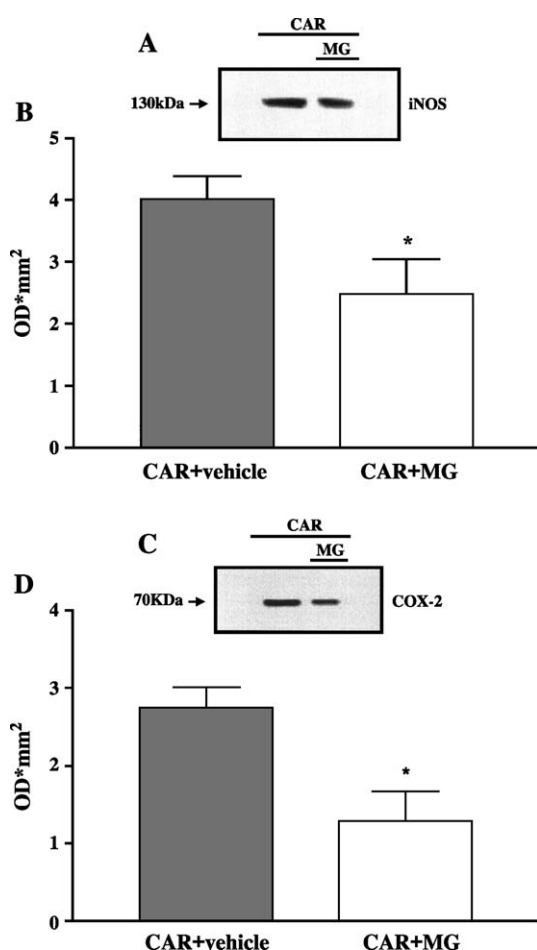 A
CAR
MG
130kDa → iNOS
B
5
4
3
2
1
0
OD*mm²
*
CAR+vehicle CAR+MG
C
CAR
MG
70KDa → COX-2
D
4
3
2
1
0
OD*mm²
*
CAR+vehicle CAR+MG